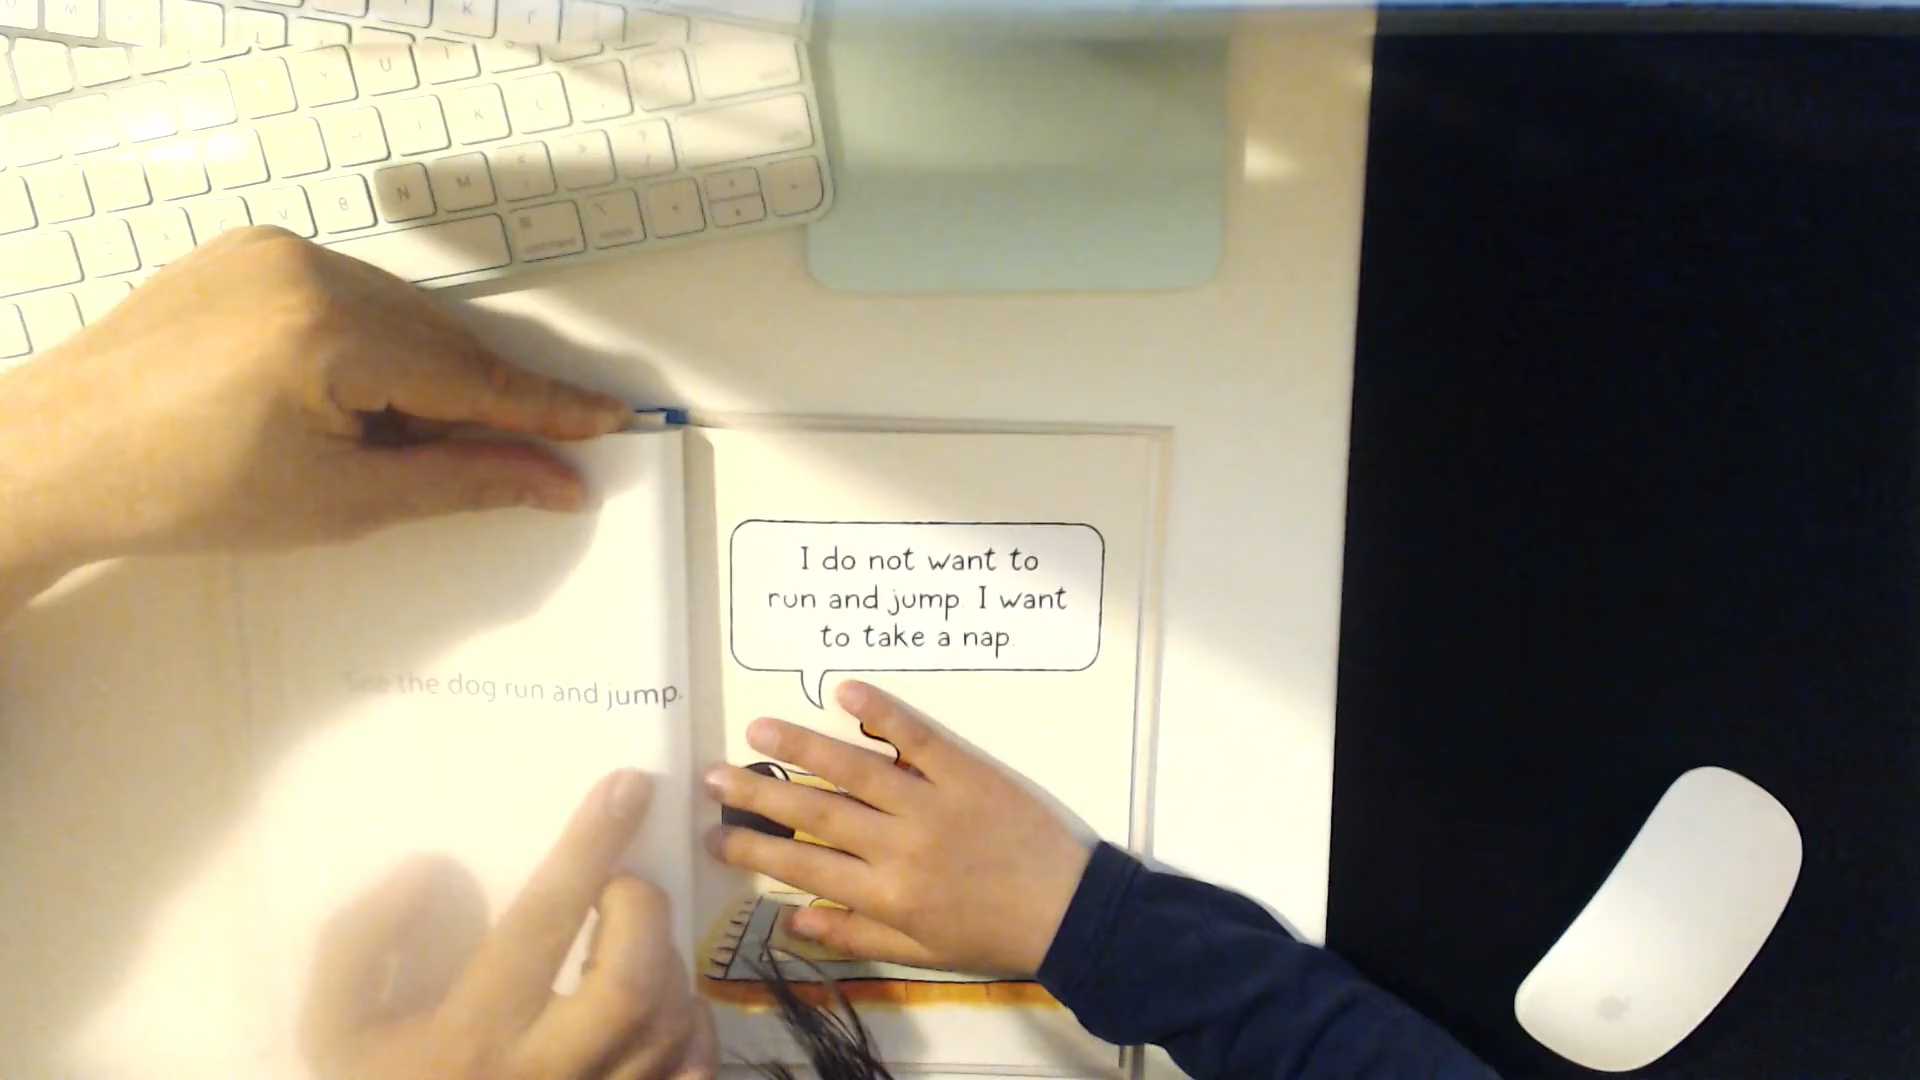 See the dog run and jump.
I do not want to
run and jump. I want
to take a nap.